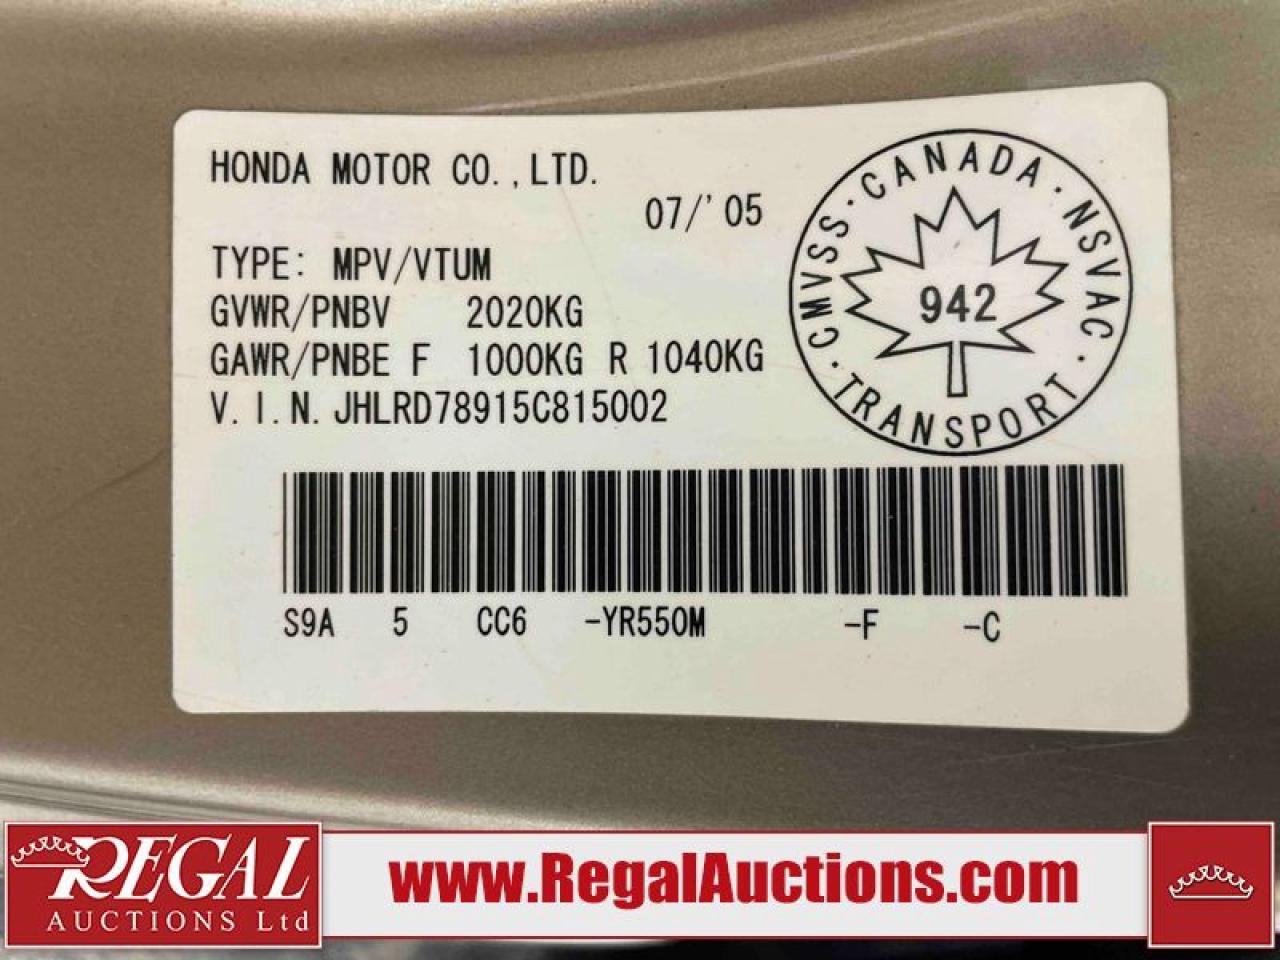 HONDA MOTOR CO.,LTD.
07/'05
TYPE: MPV/VTUM
GVWR/PNBV 2020KG
GAWR/PNBE F 1000KG R 1040KG
V.I.N. JHLRD78915C815002
CMVSS · CANADA · NSVAC ·
942
TRANSPORT
S9A 5 CC6 -YR550M -F -C
REGAL
AUCTIONS Ltd
www.RegalAuctions.com